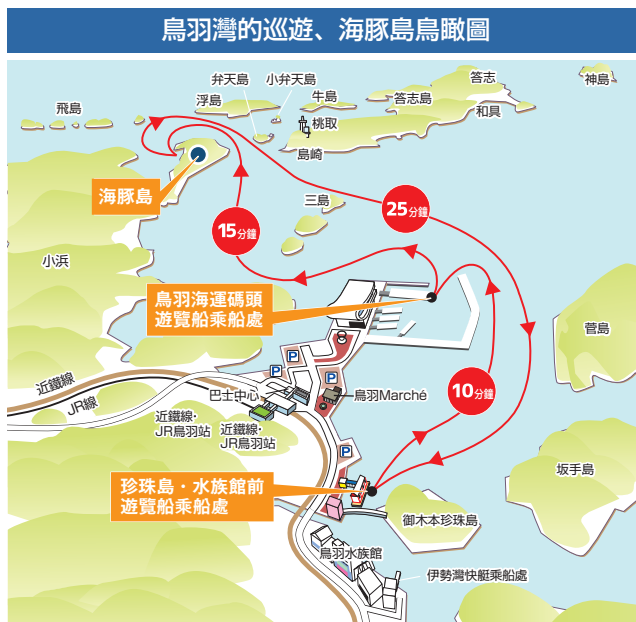 鳥羽灣的巡遊、海豚島鳥瞰圖
弁天島
小弁天島
答志
神島
飛島
浮島
牛島
答志島
和具
桃取
島崎
海豚島
三島
25分鐘
15分鐘
小浜
鳥羽海運碼頭
遊覽船乘船處
菅島
P
P
P
近鐵線
JR線
巴士中心
鳥羽Marché
10分鐘
近鐵線·
JR鳥羽站
近鐵線·
JR鳥羽站
P
坂手島
珍珠島・水族館前
遊覽船乘船處
御木本珍珠島
鳥羽水族館
伊勢灣快艇乘船處